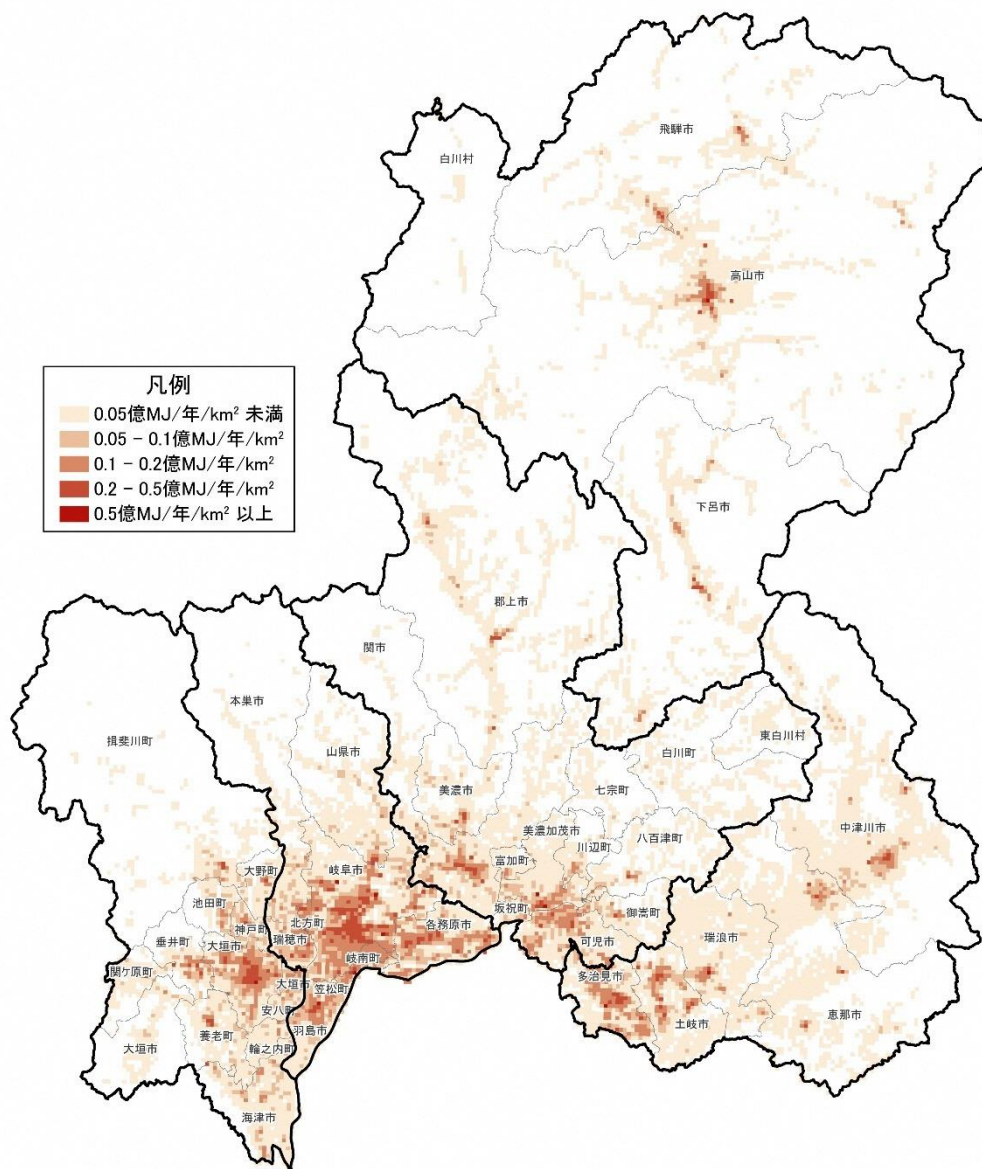 飛騨市
白川村
高山市
凡例
0.05億MJ/年/km² 未満
0.05 - 0.1億MJ/年/km²
0.1 - 0.2億MJ/年/km²
0.2 - 0.5億MJ/年/km²
0.5億MJ/年/km² 以上
下呂市
郡上市
関市
本巣市
東白川村
揖斐川町
山県市
白川町
美濃市
七宗町
美濃加茂市
中津川市
川辺町
八百津町
富加町
大野町
岐阜市
池田町
坂祝町
御嵩町
北方町
各務原市
神戸町
垂井町
大垣市
瑞穂市
可児市
瑞浪市
岐南町
関ケ原町
多治見市
大垣市
笠松町
安八町
恵那市
羽島市
土岐市
養老町
大垣市
輪之内町
海津市